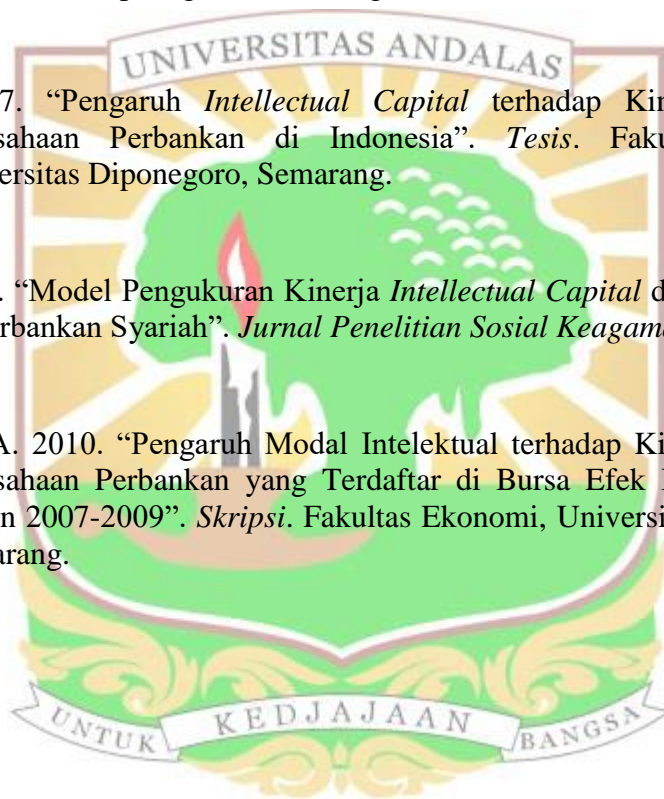 UNIVERSITAS ANDALAS
7. “Pengaruh Intellectual Capital terhadap Kin
sahaan Perbankan di Indonesia”. Tesis. Faku
ersitas Diponegoro, Semarang.
. “Model Pengukuran Kinerja Intellectual Capital d
rbankan Syariah”. Jurnal Penelitian Sosial Keagama
A. 2010. “Pengaruh Modal Intelektual terhadap Ki
sahaan Perbankan yang Terdaftar di Bursa Efek
n 2007-2009”. Skripsi. Fakultas Ekonomi, Universi
arang.
UNTUK KEDJAJAAN BANGSA